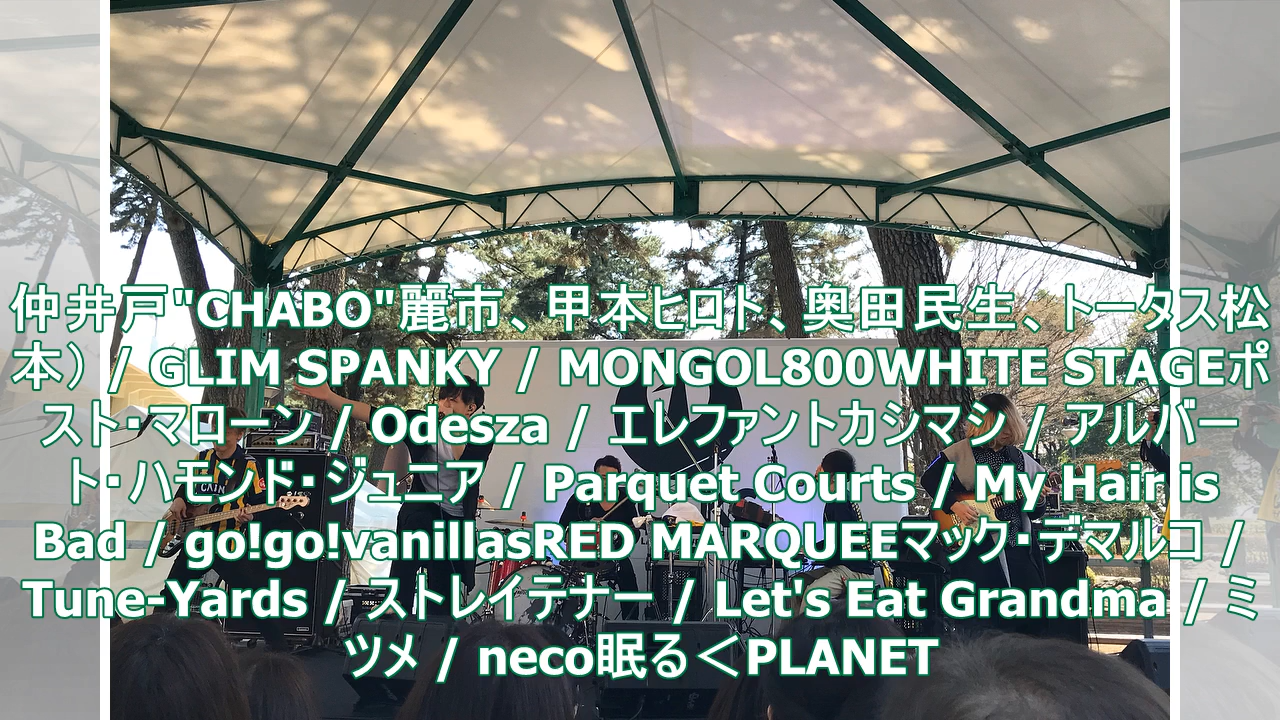 仲井戸"CHABO"麗市、甲本ヒロト、奥田民生、トータス松
本） / GLIM SPANKY / MONGOL800WHITE STAGEポ
スト・マローン / Odesza / エレファントカシマシ / アルバー
ト・ハモンド・ジュニア / Parquet Courts / My Hair is
Bad / go!go!vanillasRED MARQUEEマック・デマルコ /
Tune-Yards / ストレイテナー / Let's Eat Grandma / ミ
ツメ / neco眠る＜PLANET
CAIN